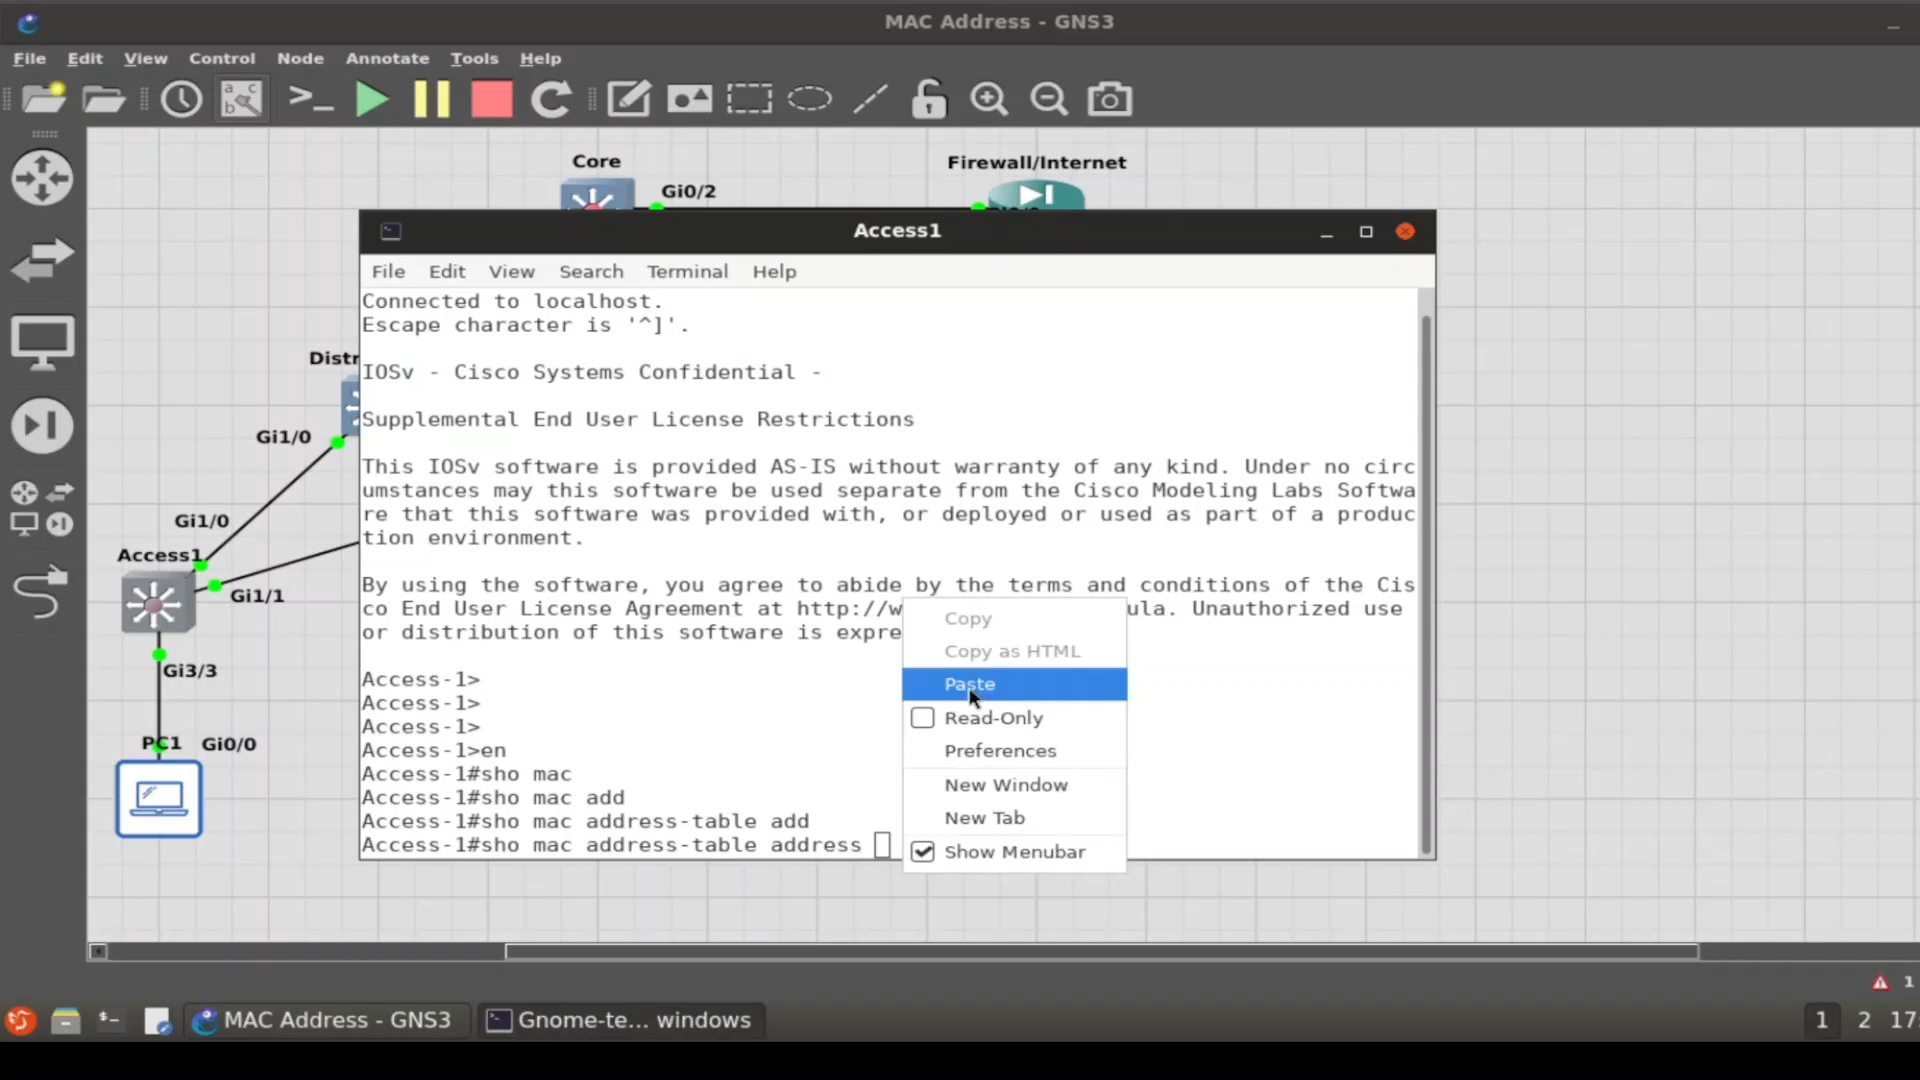 MAC Address - GNS3
File Edit View Control Node Annotate Tools Help
Core
Firewall/Internet
Gi0/2
Access1
File Edit View Search Terminal Help
Connected to localhost.
Escape character is '^]'.
IOSv - Cisco Systems Confidential -
Supplemental End User License Restrictions
This IOSv software is provided AS-IS without warranty of any kind. Under no circ
umstances may this software be used separate from the Cisco Modeling Labs Softwa
re that this software was provided with, or deployed or used as part of a produc
tion environment.
By using the software, you agree to abide by the terms and conditions of the Cis
co End User License Agreement at http://w ula. Unauthorized use
or distribution of this software is expre
Access-1>
Access-1>
Access-1>
Access-1>en
Access-1#sho mac
Access-1#sho mac add
Access-1#sho mac address-table add
Access-1#sho mac address-table address
Copy
Copy as HTML
Paste
Read-Only
Preferences
New Window
New Tab
Show Menubar
Distr
Gi1/0
Gi1/0
Access1
Gi1/1
Gi3/3
PC1 Gi0/0
1
MAC Address - GNS3
Gnome-te... windows
1 2 17: